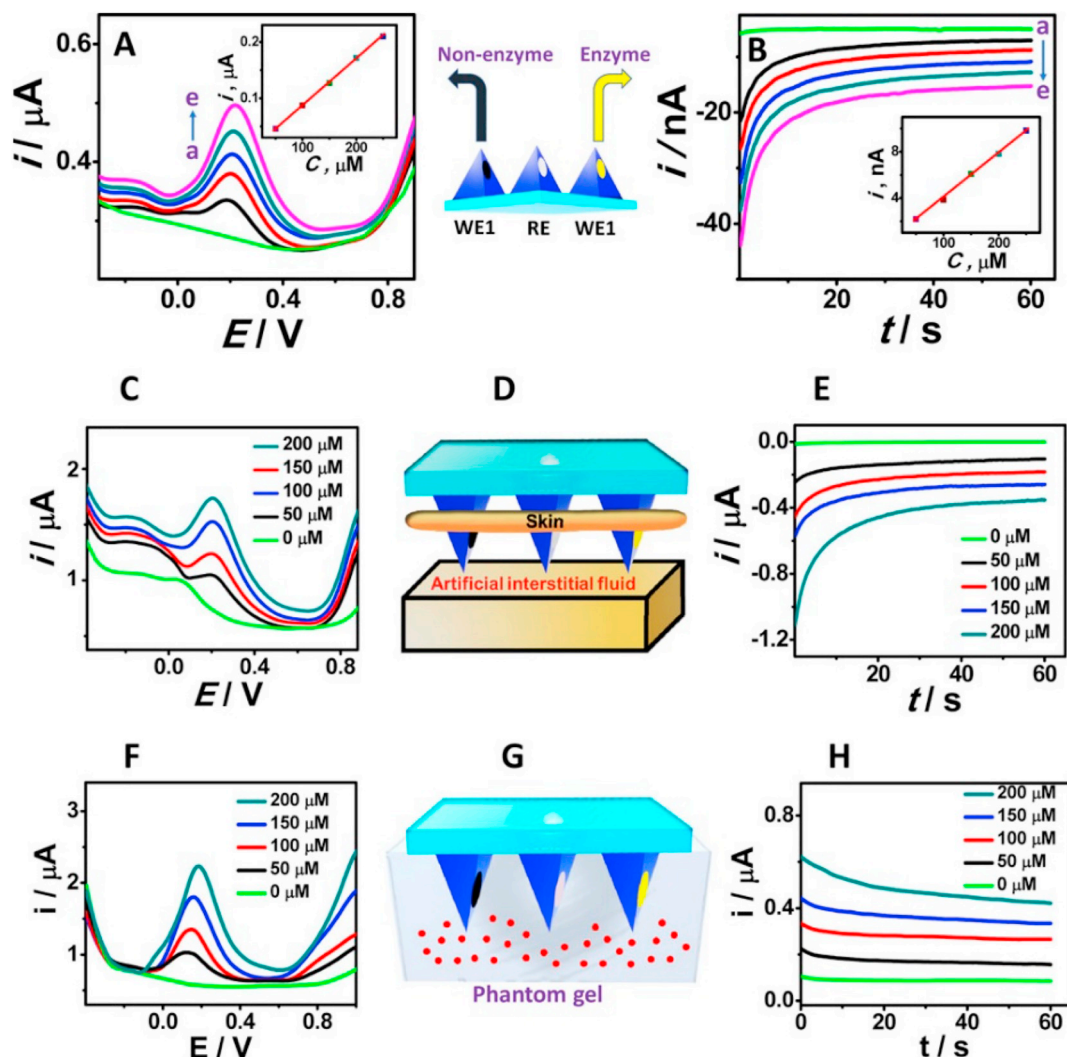 A
i / μA
0.6
0.4
0.0
0.4
0.8
E / V
e
a
i, μA
0.2
0.1
100
200
C, μM
Non-enzyme
Enzyme
WE1
RE
WE1
B
i / nA
0
-20
-40
20
40
60
t / s
a
e
i, nA
8
4
100
200
C, μM
C
i / μA
2
1
0.0
0.4
0.8
E / V
200 μM
150 μM
100 μM
50 μM
0 μM
D
Skin
Artificial interstitial fluid
E
i / μA
0.0
-0.4
-0.8
-1.2
20
40
60
t / s
0 μM
50 μM
100 μM
150 μM
200 μM
F
i / μA
3
2
1
0.0
0.4
0.8
E / V
200 μM
150 μM
100 μM
50 μM
0 μM
G
Phantom gel
H
i / μA
0.8
0.4
0.0
0
20
40
60
t / s
200 μM
150 μM
100 μM
50 μM
0 μM